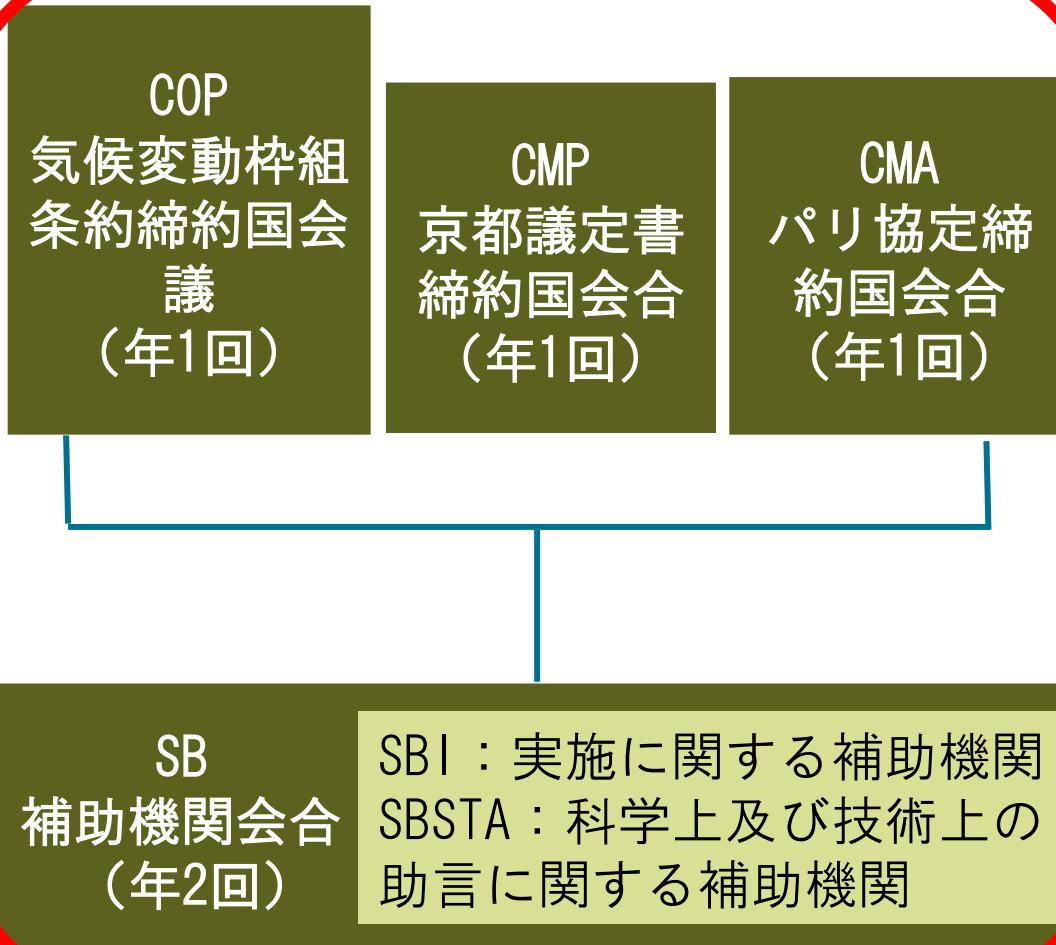 COP
気候変動枠組
条約締約国会
議
（年1回）
CMP
京都議定書
締約国会合
（年1回）
CMA
パリ協定締
約国会合
（年1回）
SB
補助機関会合
（年2回）
SBI：実施に関する補助機関
SBSTA：科学上及び技術上の
助言に関する補助機関